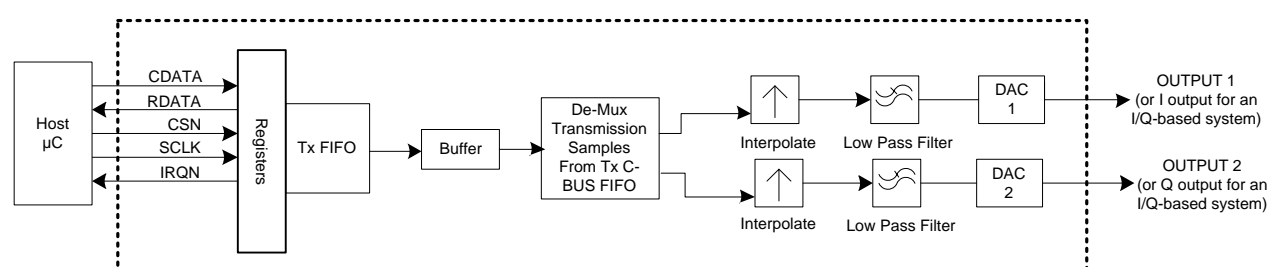 Host
µC
CDATA
RDATA
CSN
SCLK
IRQN
Registers
Tx FIFO
Buffer
De-Mux
Transmission
Samples
From Tx C-
BUS FIFO
Interpolate
Low Pass Filter
DAC
1
OUTPUT 1
(or I output for an
I/Q-based system)
Interpolate
Low Pass Filter
DAC
2
OUTPUT 2
(or Q output for an
I/Q-based system)